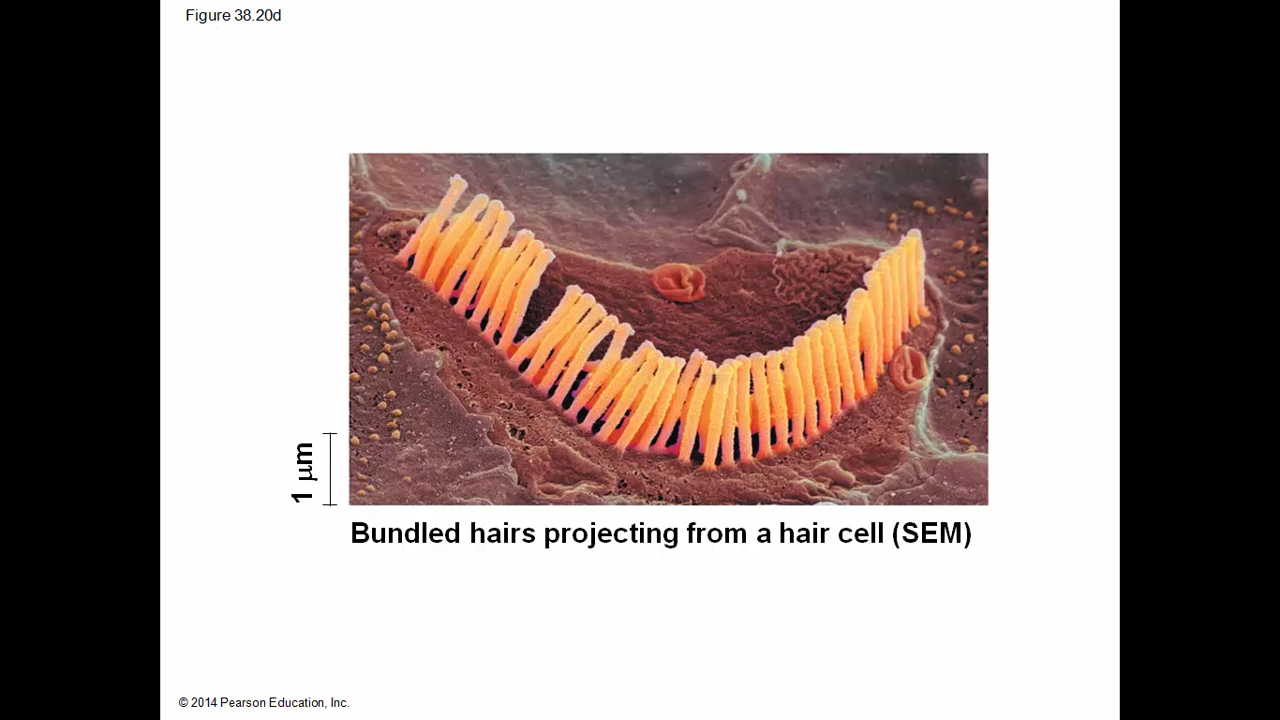 Figure 38.20d
1 μm
Bundled hairs projecting from a hair cell (SEM)
© 2014 Pearson Education, Inc.